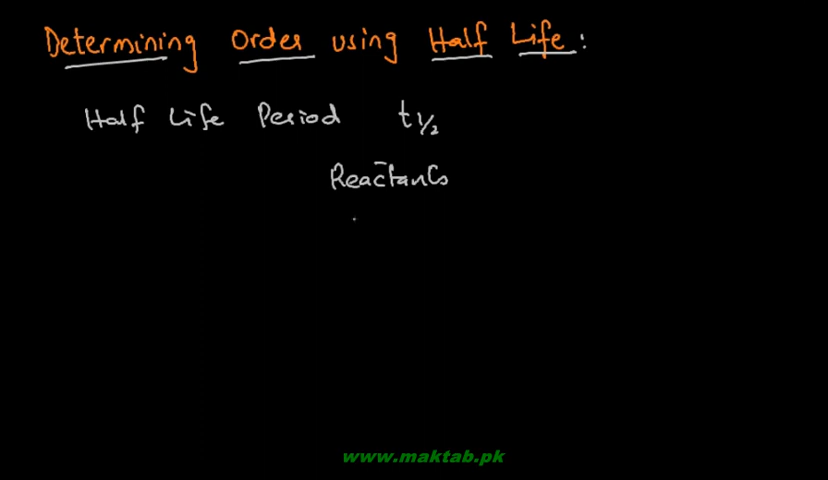 Determining Order using Half Life:
Half Life Period t1/2
Reactants
www.maktab.pk